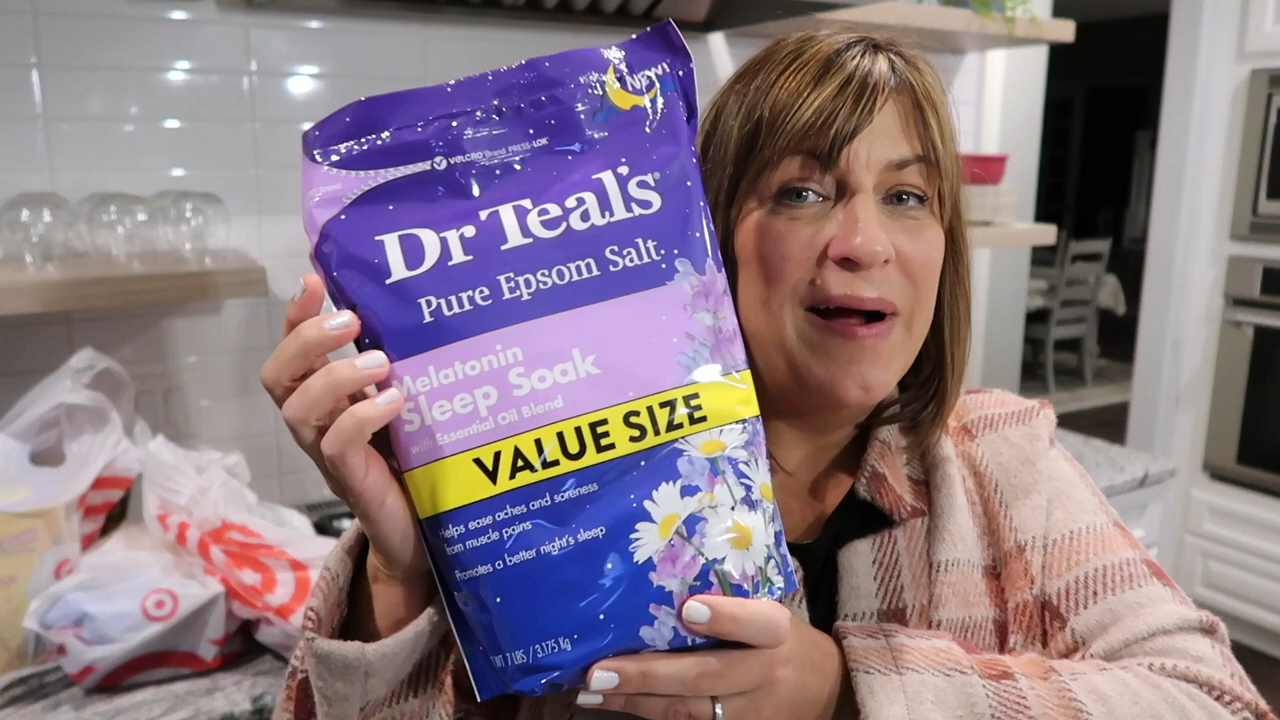 NEW!
VELCRO Brand PRESS-LOK
Dr Teal's®
Pure Epsom Salt
Melatonin
Sleep Soak
with Essential Oil Blend
VALUE SIZE
Helps ease aches and soreness
from muscle pains
Promotes a better night's sleep
WT 7 LBS / 3.175 Kg